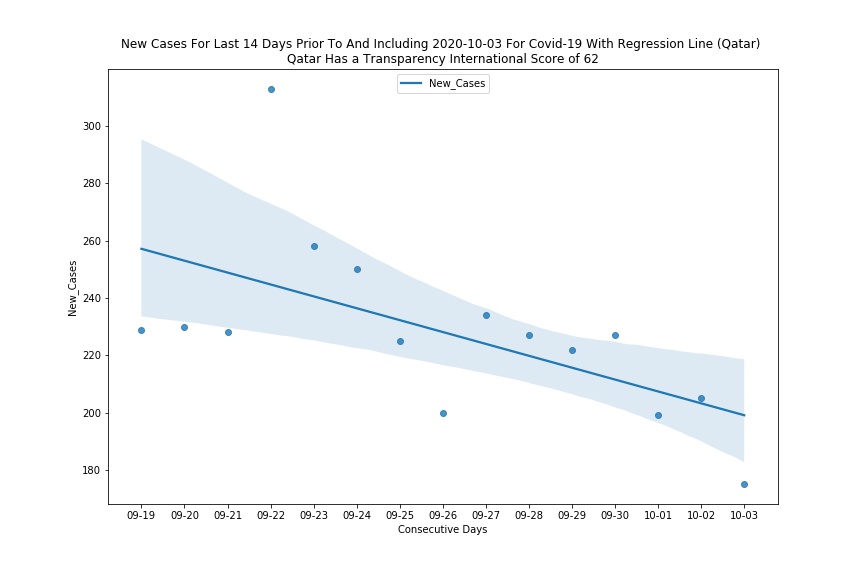 New Cases For Last 14 Days Prior To And Including 2020-10-03 For Covid-19 With Regression Line (Qatar)
Qatar Has a Transparency International Score of 62
New_Cases
300
280
260
240
220
200
180
New_Cases
09-19 09-20 09-21 09-22 09-23 09-24 09-25 09-26 09-27 09-28 09-29 09-30 10-01 10-02 10-03
Consecutive Days